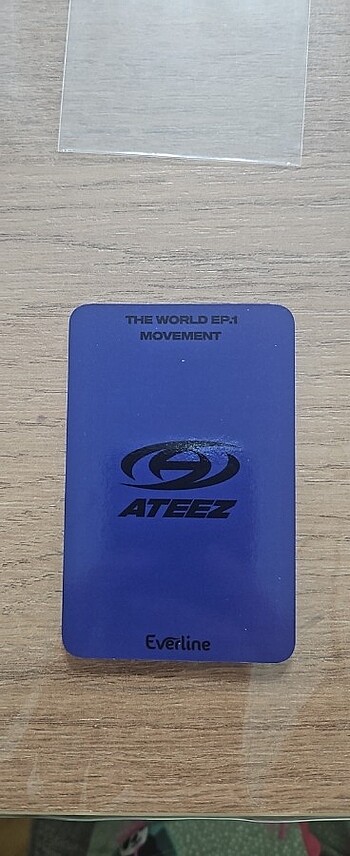 THE WORLD EP.1
MOVEMENT
ATEEZ
Everline